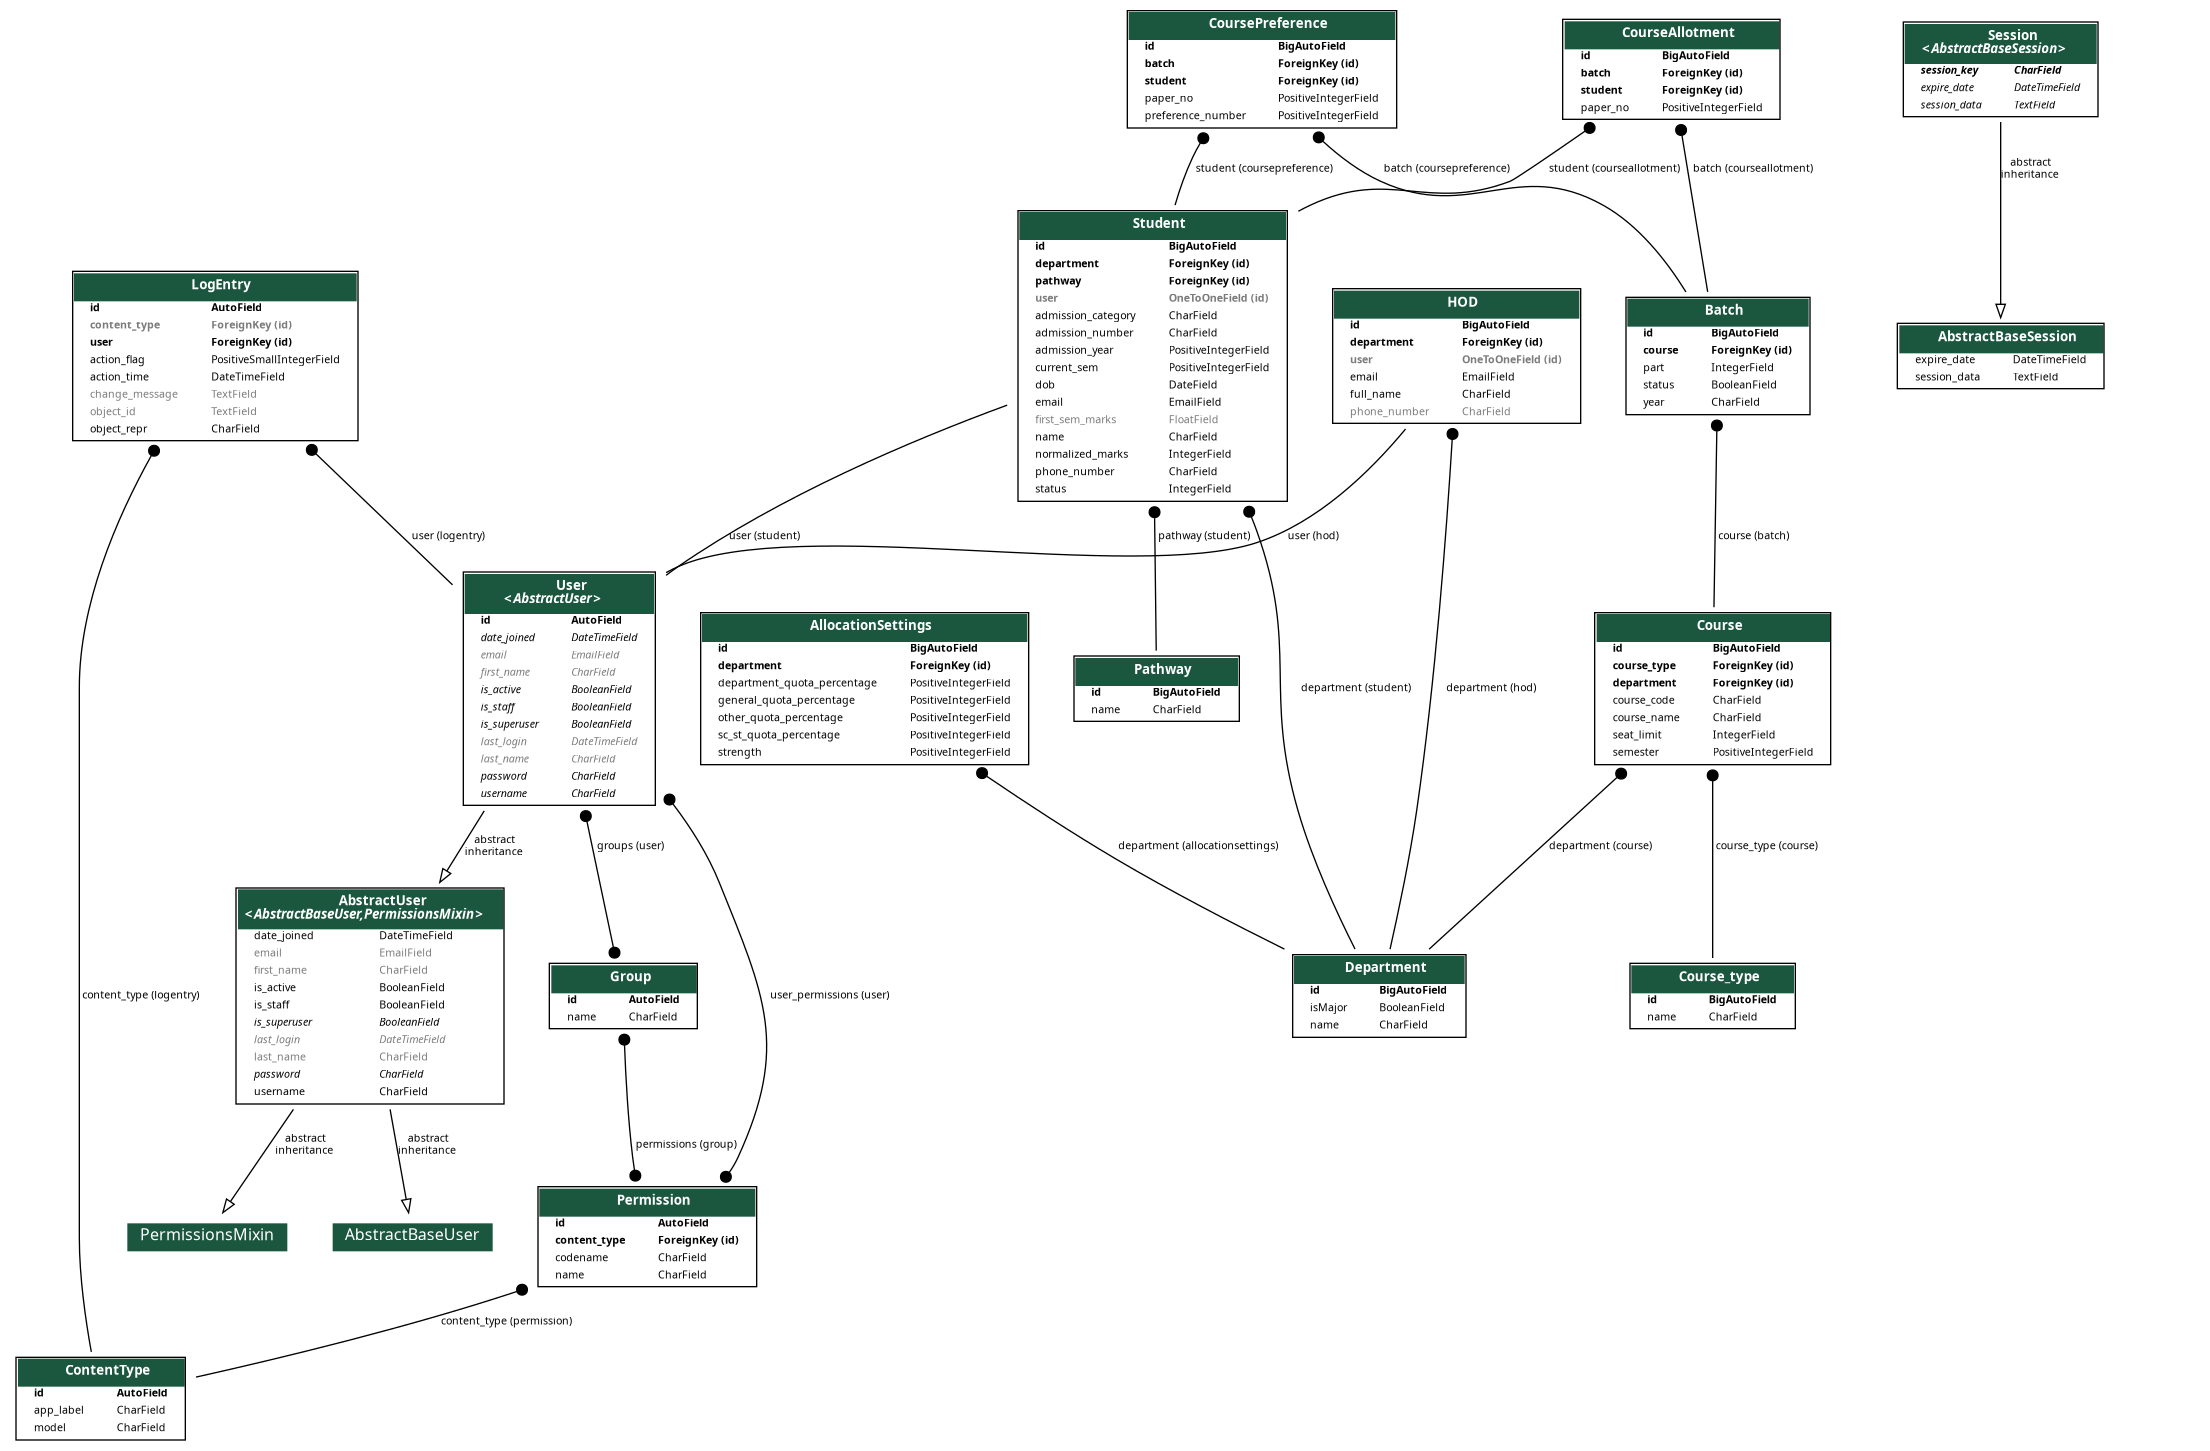 CoursePreference
id BigAutoField
batch ForeignKey (id)
student ForeignKey (id)
paper_no PositiveIntegerField
preference_number PositiveIntegerField
CourseAllotment
id BigAutoField
batch ForeignKey (id)
student ForeignKey (id)
paper_no PositiveIntegerField
Session
<AbstractBaseSession>
session_key CharField
expire_date DateTimeField
session_data TextField
student (coursepreference)
batch (coursepreference)
student (courseallotment)
batch (courseallotment)
abstract
inheritance
Student
id BigAutoField
department ForeignKey (id)
pathway ForeignKey (id)
user OneToOneField (id)
admission_category CharField
admission_number CharField
admission_year PositiveIntegerField
current_sem PositiveIntegerField
dob DateField
email EmailField
first_sem_marks FloatField
name CharField
normalized_marks IntegerField
phone_number CharField
status IntegerField
LogEntry
id AutoField
content_type ForeignKey (id)
user ForeignKey (id)
action_flag PositiveSmallIntegerField
action_time DateTimeField
change_message TextField
object_id TextField
object_repr CharField
HOD
id BigAutoField
department ForeignKey (id)
user OneToOneField (id)
email EmailField
full_name CharField
phone_number CharField
Batch
id BigAutoField
course ForeignKey (id)
part IntegerField
status BooleanField
year CharField
AbstractBaseSession
expire_date DateTimeField
session_data TextField
user (logentry)
user (student)
pathway (student)
user (hod)
course (batch)
User
<AbstractUser>
id AutoField
date_joined DateTimeField
email EmailField
first_name CharField
is_active BooleanField
is_staff BooleanField
is_superuser BooleanField
last_login DateTimeField
last_name CharField
password CharField
username CharField
AllocationSettings
id BigAutoField
department ForeignKey (id)
department_quota_percentage PositiveIntegerField
general_quota_percentage PositiveIntegerField
other_quota_percentage PositiveIntegerField
sc_st_quota_percentage PositiveIntegerField
strength PositiveIntegerField
Pathway
id BigAutoField
name CharField
department (student)
department (hod)
Course
id BigAutoField
course_type ForeignKey (id)
department ForeignKey (id)
course_code CharField
course_name CharField
seat_limit IntegerField
semester PositiveIntegerField
abstract
inheritance
groups (user)
department (allocationsettings)
department (course)
course_type (course)
AbstractUser
<AbstractBaseUser,PermissionsMixin>
date_joined DateTimeField
email EmailField
first_name CharField
is_active BooleanField
is_staff BooleanField
is_superuser BooleanField
last_login DateTimeField
last_name CharField
password CharField
username CharField
content_type (logentry)
Group
id AutoField
name CharField
user_permissions (user)
Department
id BigAutoField
isMajor BooleanField
name CharField
Course_type
id BigAutoField
name CharField
abstract
inheritance
abstract
inheritance
permissions (group)
PermissionsMixin
AbstractBaseUser
Permission
id AutoField
content_type ForeignKey (id)
codename CharField
name CharField
content_type (permission)
ContentType
id AutoField
app_label CharField
model CharField